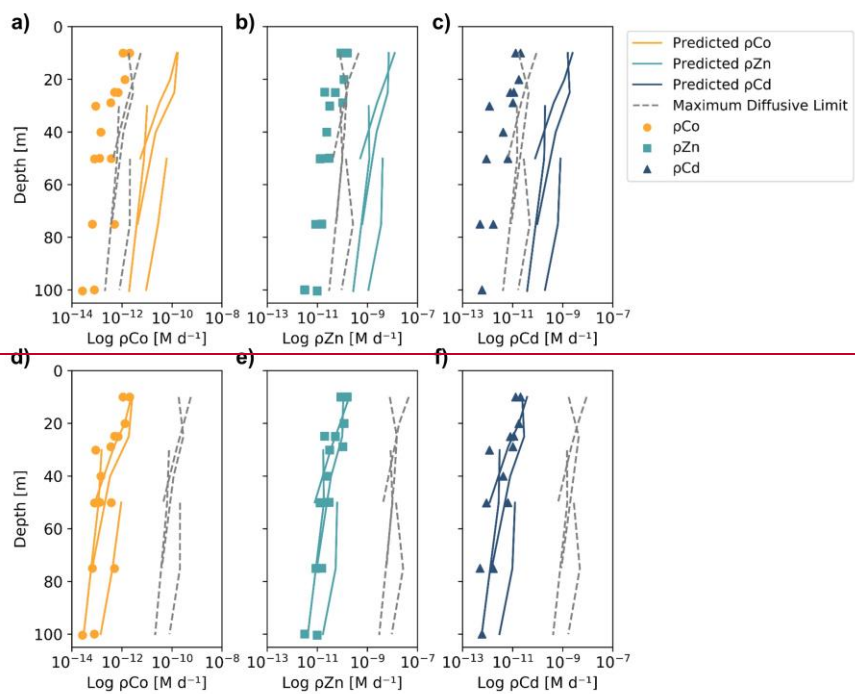 a)
b)
c)
0
20
40
60
80
100
Depth [m]
10⁻¹⁴ 10⁻¹² 10⁻¹⁰ 10⁻⁸
Log ρCo [M d⁻¹]
10⁻¹³ 10⁻¹¹ 10⁻⁹ 10⁻⁷
Log ρZn [M d⁻¹]
10⁻¹³ 10⁻¹¹ 10⁻⁹ 10⁻⁷
Log ρCd [M d⁻¹]
Predicted ρCo
Predicted ρZn
Predicted ρCd
Maximum Diffusive Limit
ρCo
ρZn
ρCd
d)
e)
f)
0
20
40
60
80
100
Depth [m]
10⁻¹⁴ 10⁻¹² 10⁻¹⁰ 10⁻⁸
Log ρCo [M d⁻¹]
10⁻¹³ 10⁻¹¹ 10⁻⁹ 10⁻⁷
Log ρZn [M d⁻¹]
10⁻¹³ 10⁻¹¹ 10⁻⁹ 10⁻⁷
Log ρCd [M d⁻¹]